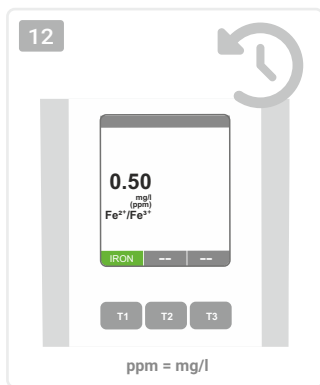 12
0.50
mg/l
(ppm)
Fe²⁺/Fe³⁺
IRON -- --
T1 T2 T3
ppm = mg/l